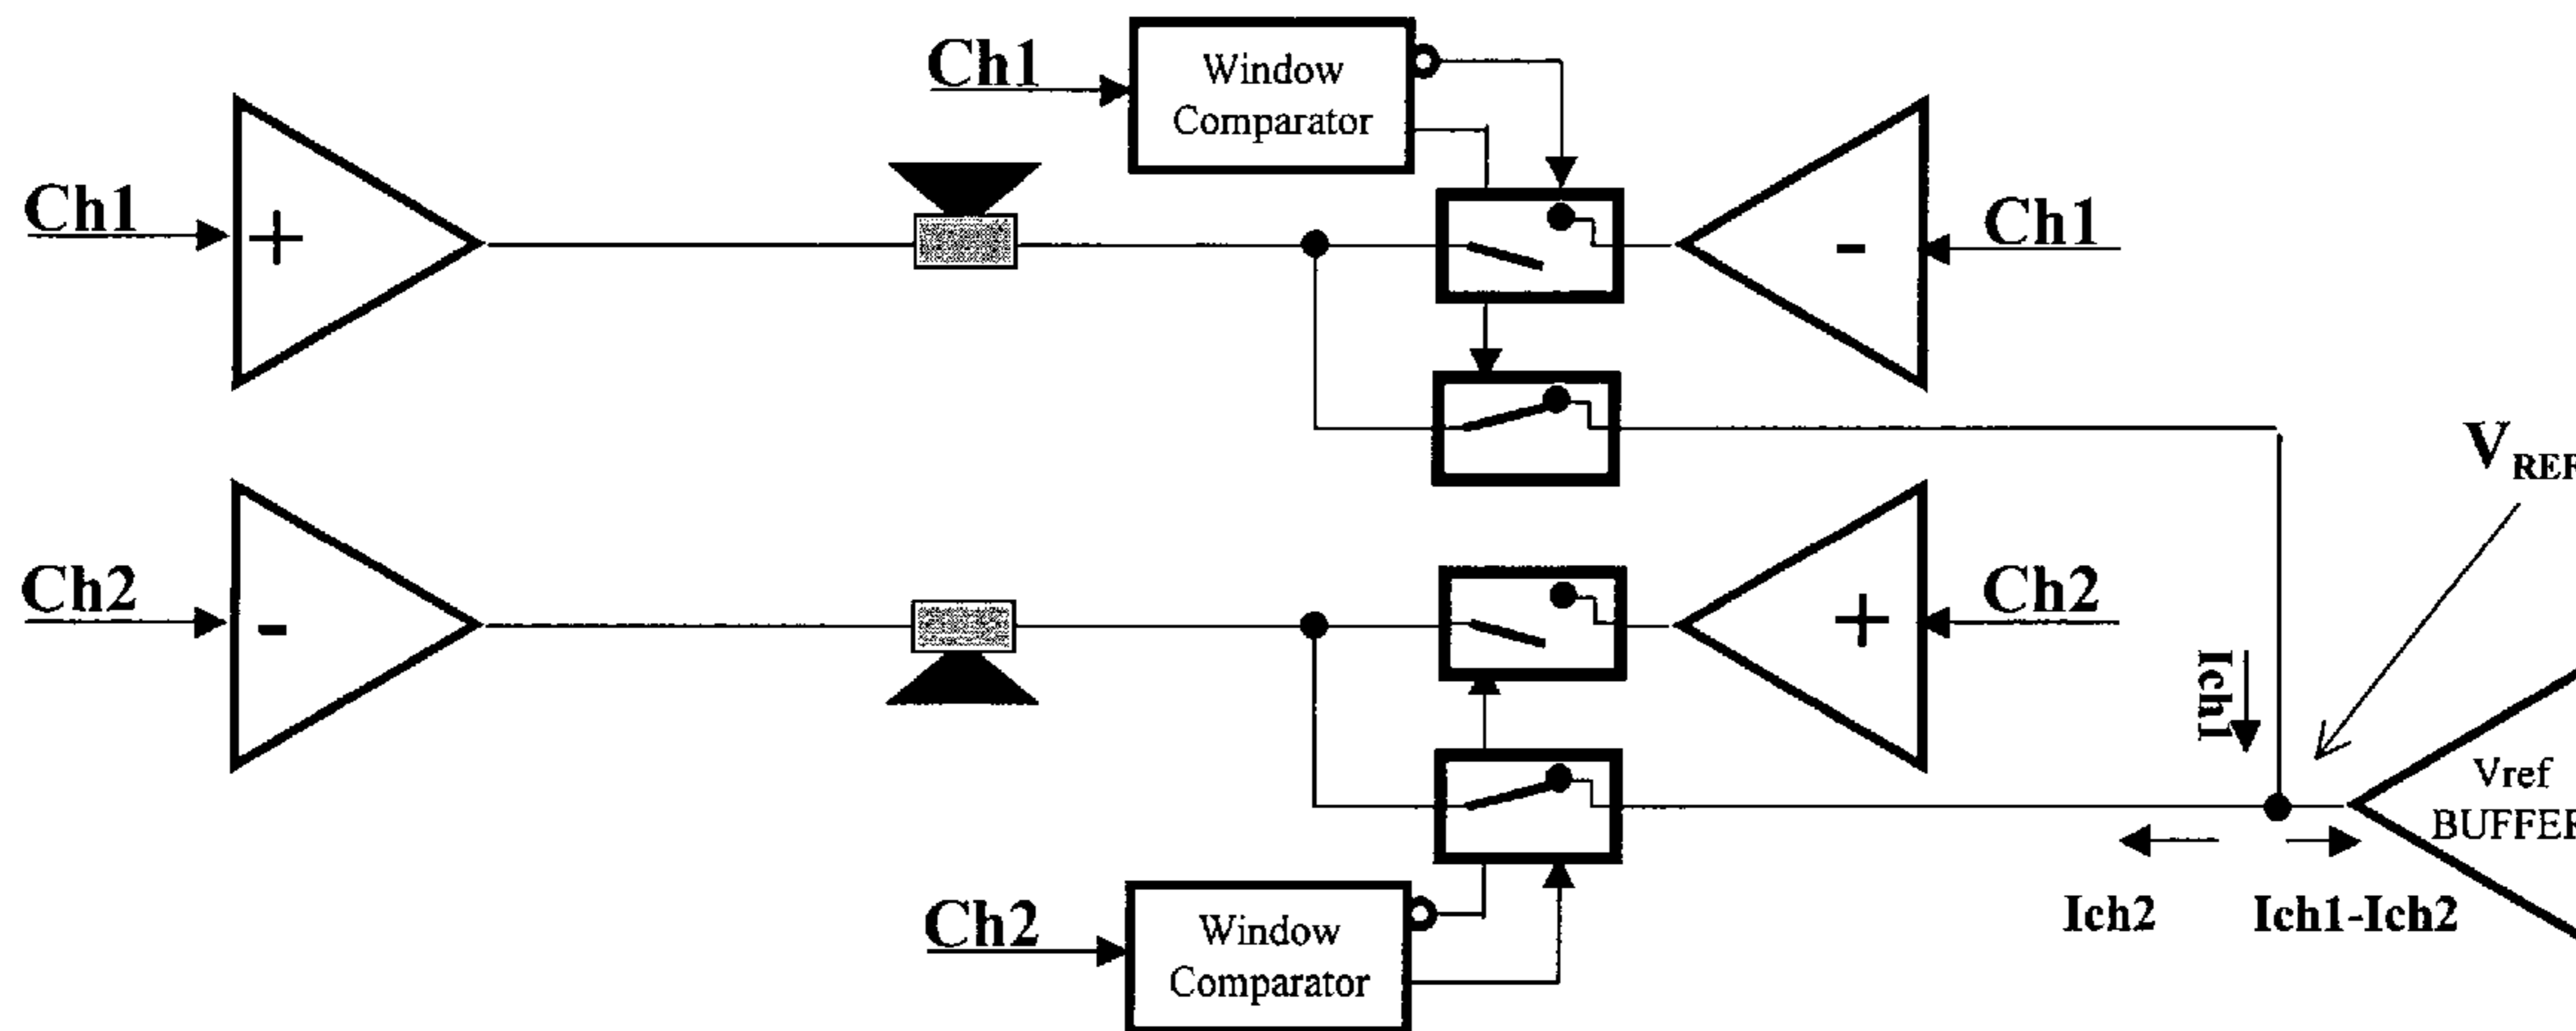 Ch1
Window
Comparator
Ch1
+
-
Ch1
V
Ch2
-
+
Ch2
Ich1
Vref
Ch2
Window
Comparator
Ich2
Ich1-Ich2